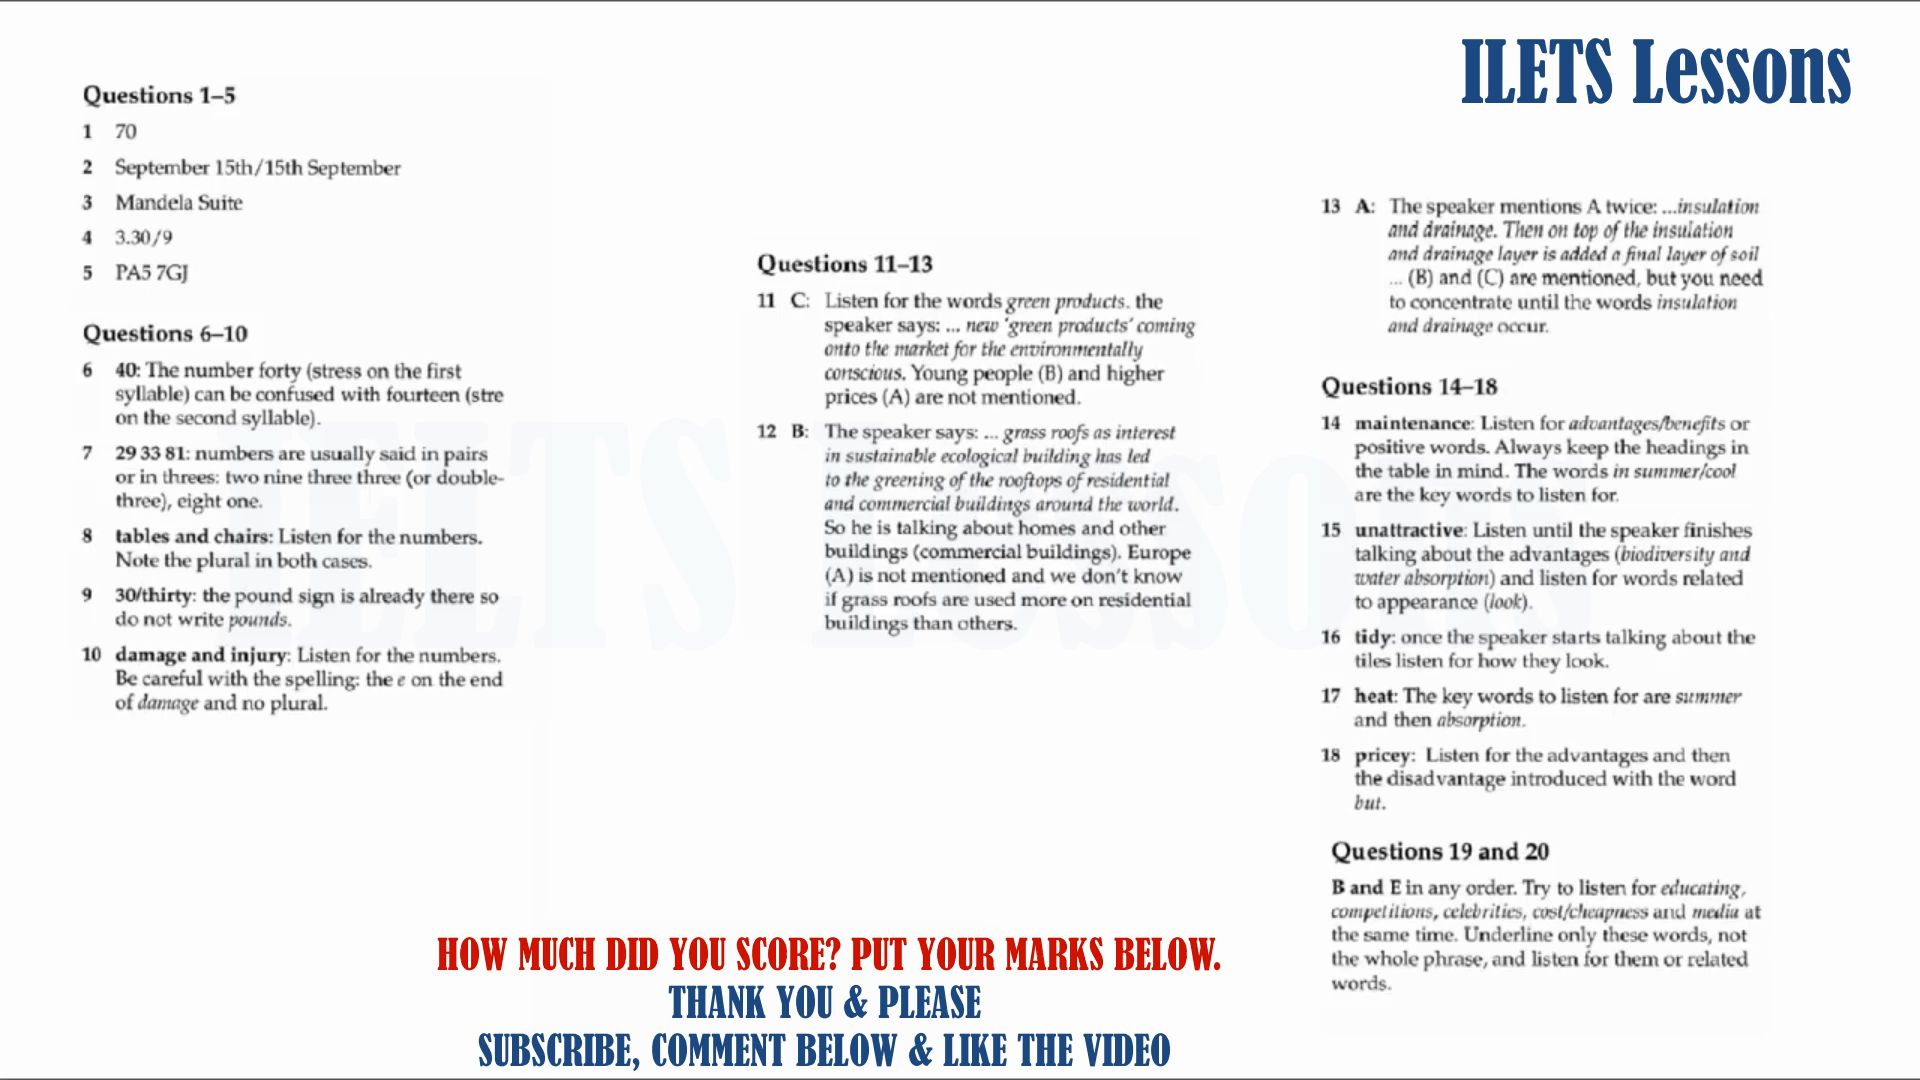 ILETS Lessons
Questions 1–5
1 70
2 September 15th/15th September
3 Mandela Suite
4 3.30/9
5 PA5 7GJ
Questions 6–10
6 40: The number forty (stress on the first
syllable) can be confused with fourteen (stre
on the second syllable).
7 29 33 81: numbers are usually said in pairs
or in threes: two nine three three (or double-
three), eight one.
8 tables and chairs: Listen for the numbers.
Note the plural in both cases.
9 30/thirty: the pound sign is already there so
do not write pounds.
10 damage and injury: Listen for the numbers.
Be careful with the spelling: the e on the end
of damage and no plural.
Questions 11–13
11 C: Listen for the words green products. the
speaker says: ... new 'green products' coming
onto the market for the environmentally
conscious. Young people (B) and higher
prices (A) are not mentioned.
12 B: The speaker says: ... grass roofs as interest
in sustainable ecological building has led
to the greening of the rooftops of residential
and commercial buildings around the world.
So he is talking about homes and other
buildings (commercial buildings). Europe
(A) is not mentioned and we don't know
if grass roofs are used more on residential
buildings than others.
13 A: The speaker mentions A twice: ...insulation
and drainage. Then on top of the insulation
and drainage layer is added a final layer of soil
... (B) and (C) are mentioned, but you need
to concentrate until the words insulation
and drainage occur.
Questions 14–18
14 maintenance: Listen for advantages/benefits or
positive words. Always keep the headings in
the table in mind. The words in summer/cool
are the key words to listen for.
15 unattractive: Listen until the speaker finishes
talking about the advantages (biodiversity and
water absorption) and listen for words related
to appearance (look).
16 tidy: once the speaker starts talking about the
tiles listen for how they look.
17 heat: The key words to listen for are summer
and then absorption.
18 pricey: Listen for the advantages and then
the disadvantage introduced with the word
but.
Questions 19 and 20
B and E in any order. Try to listen for educating,
competitions, celebrities, cost/cheapness and media at
the same time. Underline only these words, not
the whole phrase, and listen for them or related
words.
IELTS Lessons
HOW MUCH DID YOU SCORE? PUT YOUR MARKS BELOW.
THANK YOU & PLEASE
SUBSCRIBE, COMMENT BELOW & LIKE THE VIDEO